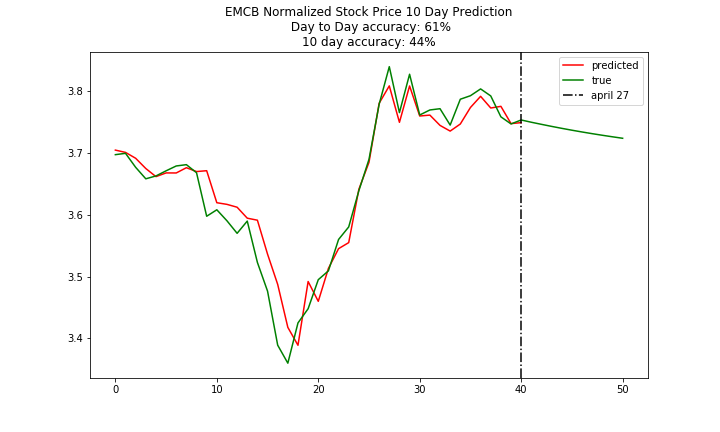 EMCB Normalized Stock Price 10 Day Prediction
Day to Day accuracy: 61%
10 day accuracy: 44%
predicted
true
april 27
3.8
3.7
3.6
3.5
3.4
0 10 20 30 40 50